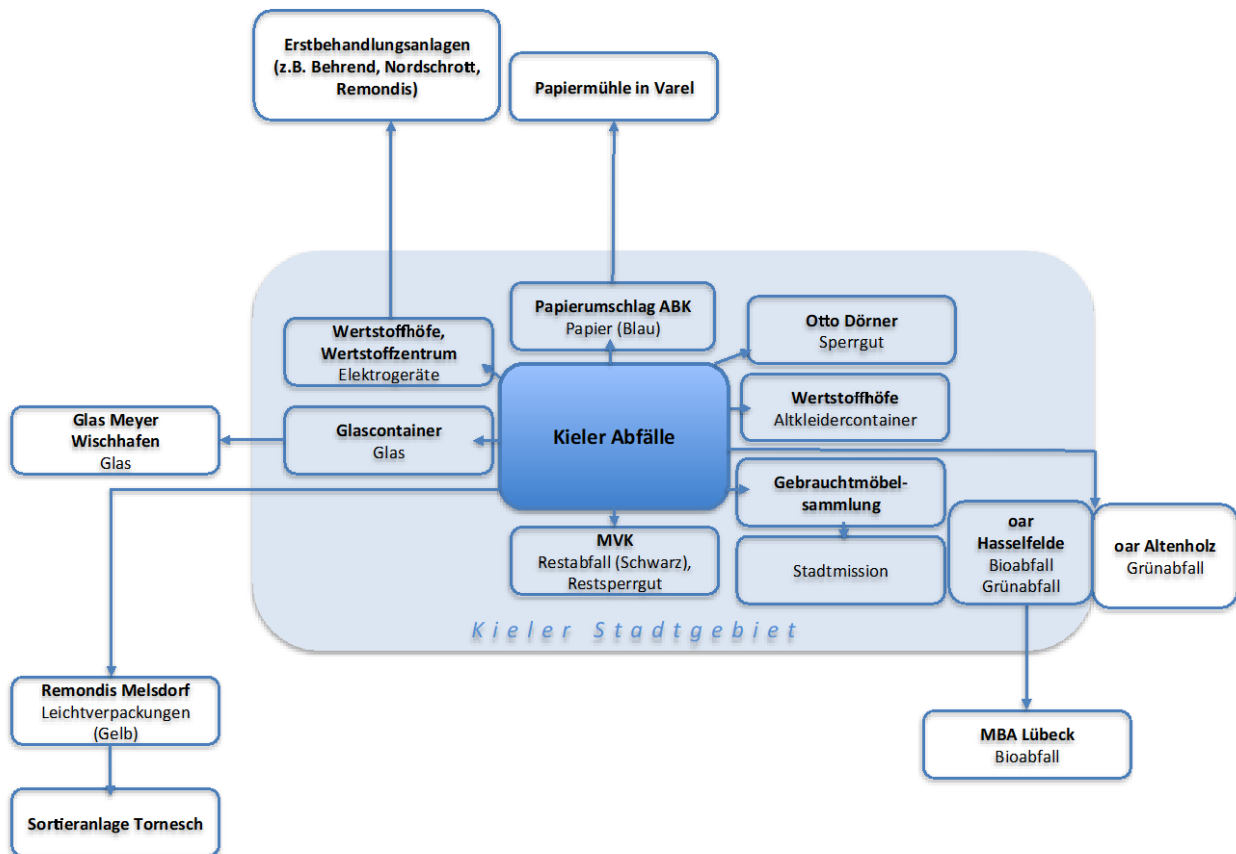 Erstbehandlungsanlagen
(z.B. Behrend, Nordschrott,
Remondis)
Papiermühle in Varel
Papierumschlag ABK
Papier (Blau)
Otto Dörner
Sperrgut
Wertstoffhöfe,
Wertstoffzentrum
Elektrogeräte
Wertstoffhöfe
Altkleidercontainer
Glas Meyer
Wischhafen
Glas
Glascontainer
Glas
Kieler Abfälle
Gebrauchtmöbel-
sammlung
MVK
Restabfall (Schwarz),
Restsperrgut
Stadtmission
oar
Hasselfelde
Bioabfall
Grünabfall
oar Altenholz
Grünabfall
Kieler Stadtgebiet
Remondis Melsdorf
Leichtverpackungen
(Gelb)
MBA Lübeck
Bioabfall
Sortieranlage Tornesch